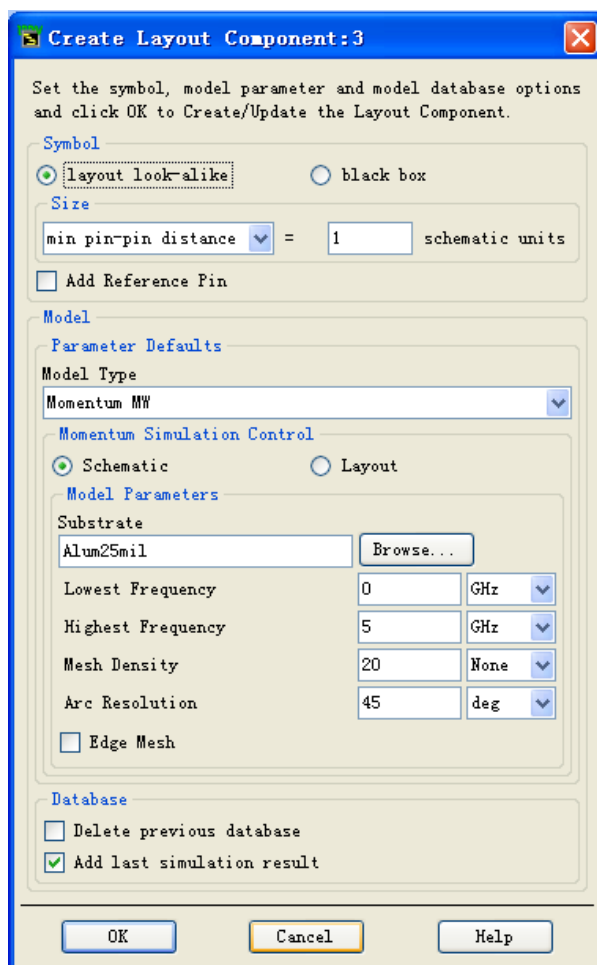 Create Layout Component:3
Set the symbol, model parameter and model database options
and click OK to Create/Update the Layout Component.
Symbol
layout look-alike black box
Size
min pin-pin distance = 1 schematic units
Add Reference Pin
Model
Parameter Defaults
Model Type
Momentum MW
Momentum Simulation Control
Schematic Layout
Model Parameters
Substrate
Alum25mil Browse...
Lowest Frequency 0 GHz
Highest Frequency 5 GHz
Mesh Density 20 None
Arc Resolution 45 deg
Edge Mesh
Database
Delete previous database
Add last simulation result
OK Cancel Help